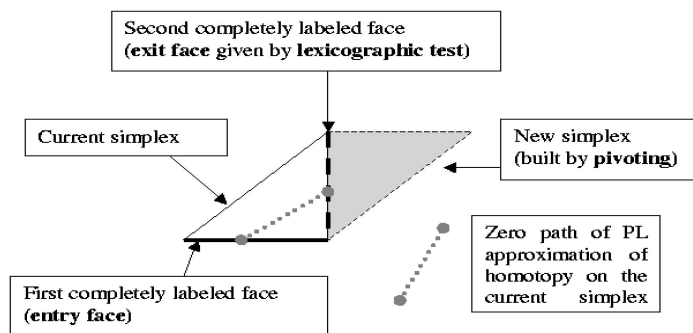 Second completely labeled face
(exit face given by lexicographic test)
Current simplex
New simplex
(built by pivoting)
Zero path of PL
approximation of
homotopy on the
current simplex
First completely labeled face
(entry face)